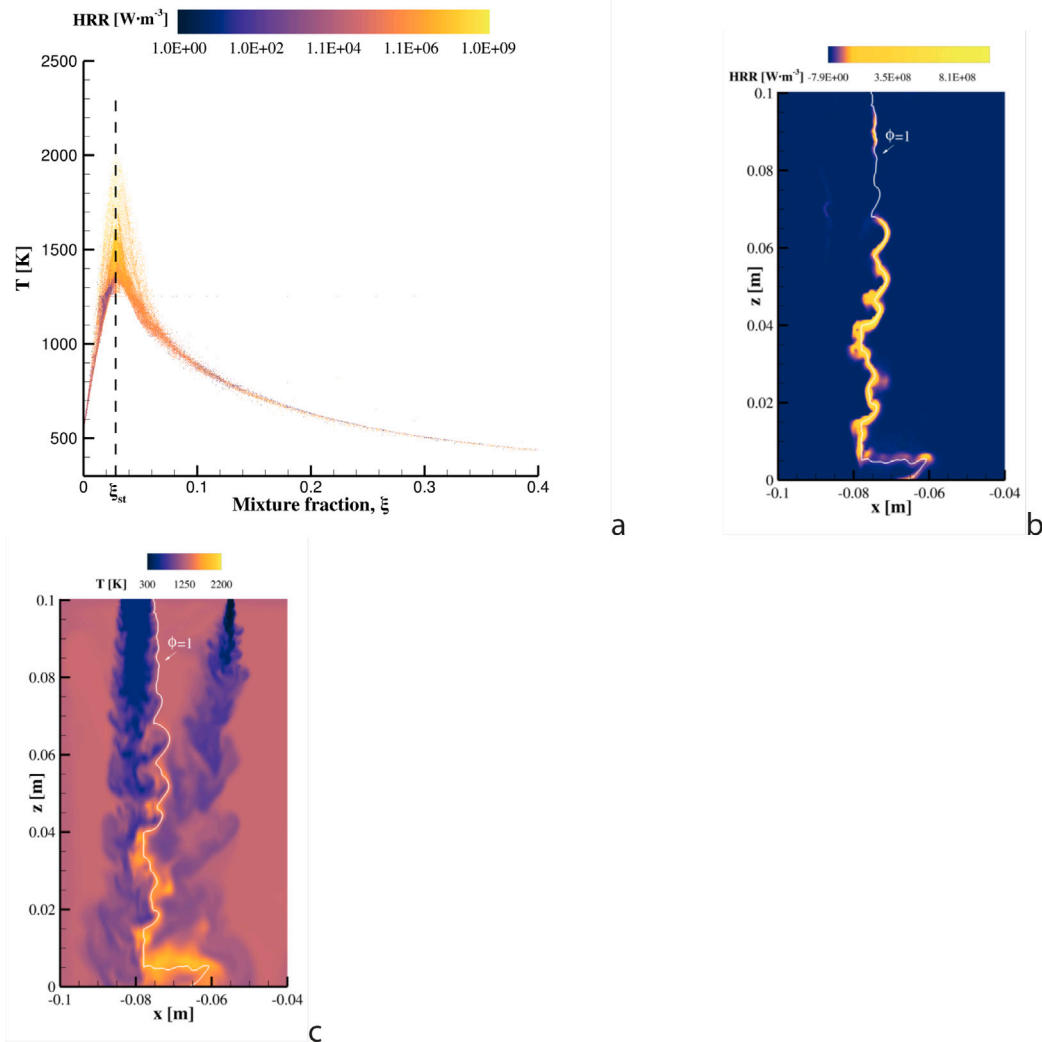 HRR [W·m⁻³]
1.0E+00 1.0E+02 1.1E+04 1.1E+06 1.0E+09
T [K]
2500
2000
1500
1000
500
0 ξst 0.1 0.2 0.3 0.4
Mixture fraction, ξ
a
HRR [W·m⁻³] -7.9E+00 3.5E+08 8.1E+08
z [m]
0.1
ϕ=1
0.08
0.06
0.04
0.02
0
-0.1 -0.08 -0.06 -0.04
x [m]
b
T [K] 300 1250 2200
z [m]
0.1
ϕ=1
0.08
0.06
0.04
0.02
0
-0.1 -0.08 -0.06 -0.04
x [m]
c